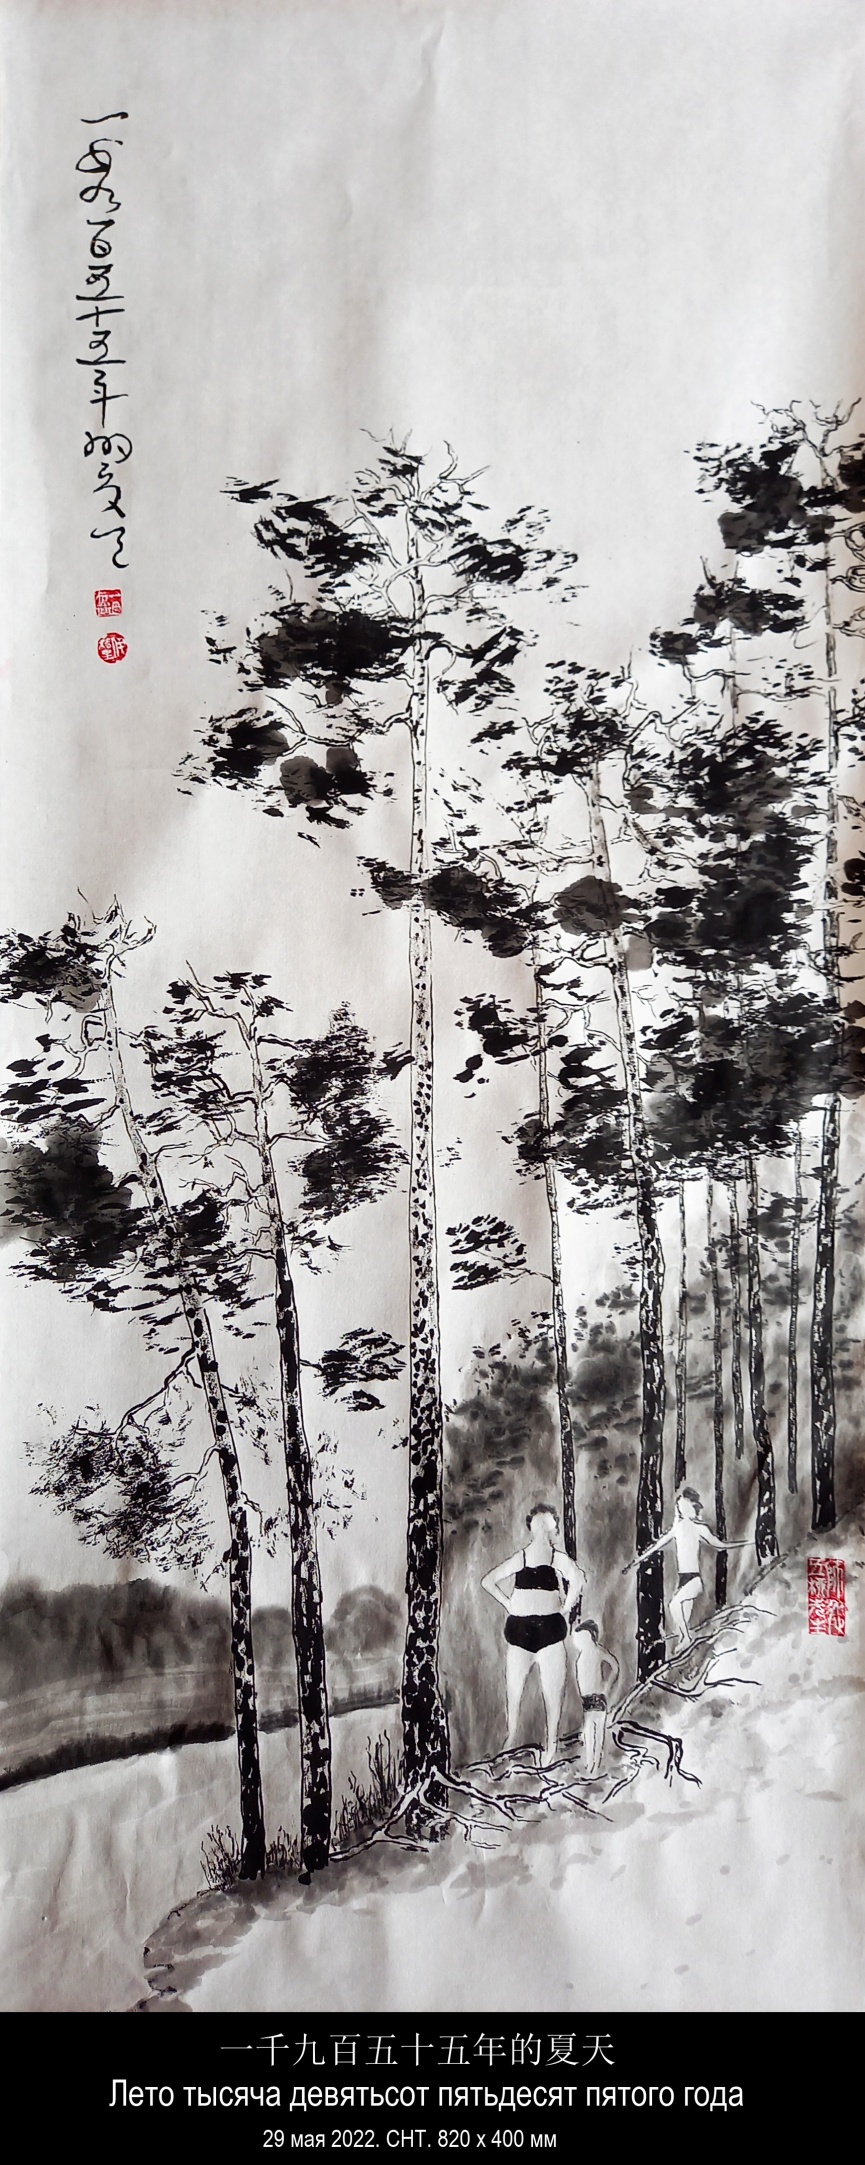 一千九百五十五年的夏天
一千九百五十五年的夏天
Лето тысяча девятьсот пятьдесят пятого года
29 мая 2022. СНТ. 820 х 400 мм